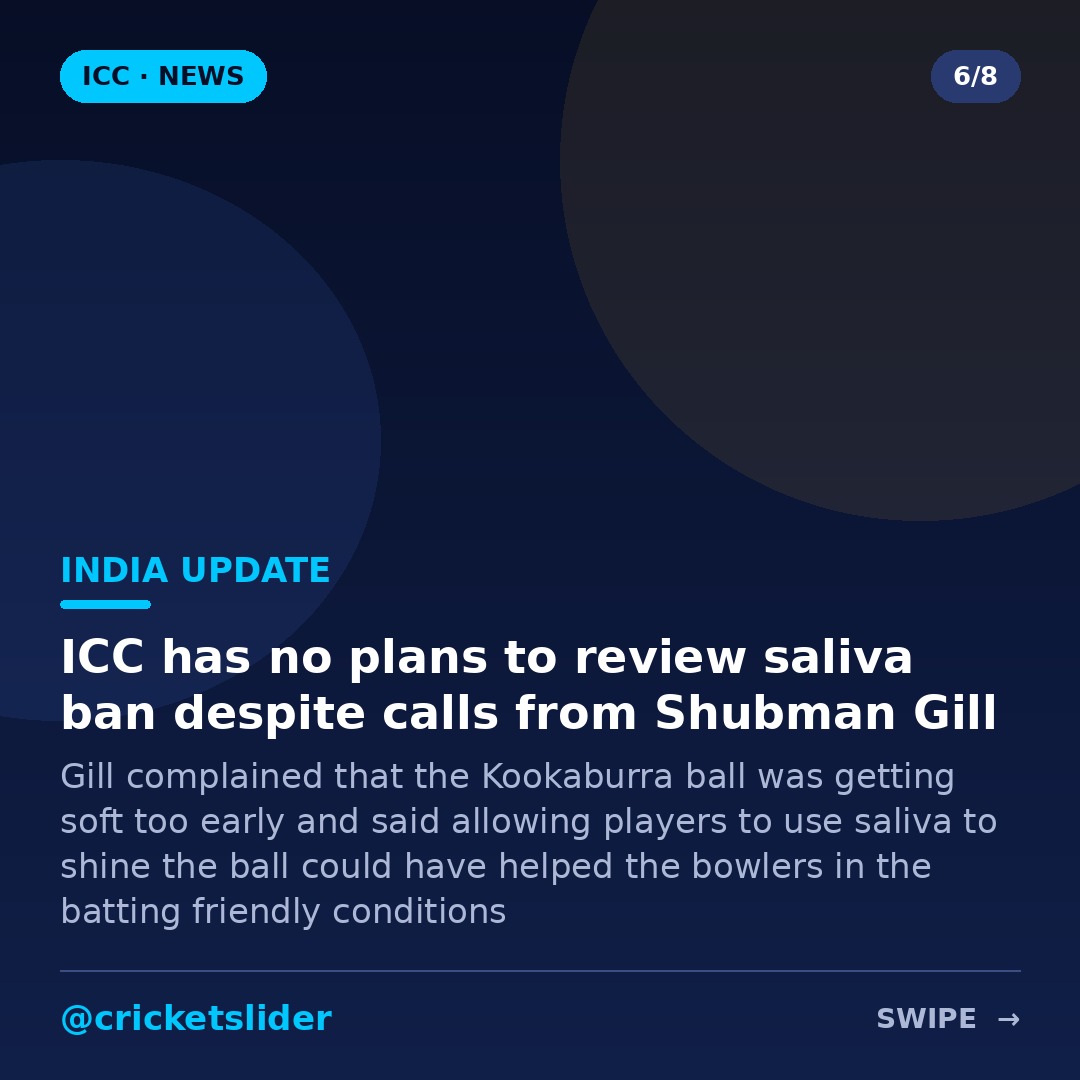 ICC · NEWS
6/8
INDIA UPDATE
ICC has no plans to review saliva
ban despite calls from Shubman Gill
Gill complained that the Kookaburra ball was getting
soft too early and said allowing players to use saliva to
shine the ball could have helped the bowlers in the
batting friendly conditions
@cricketslider
SWIPE →